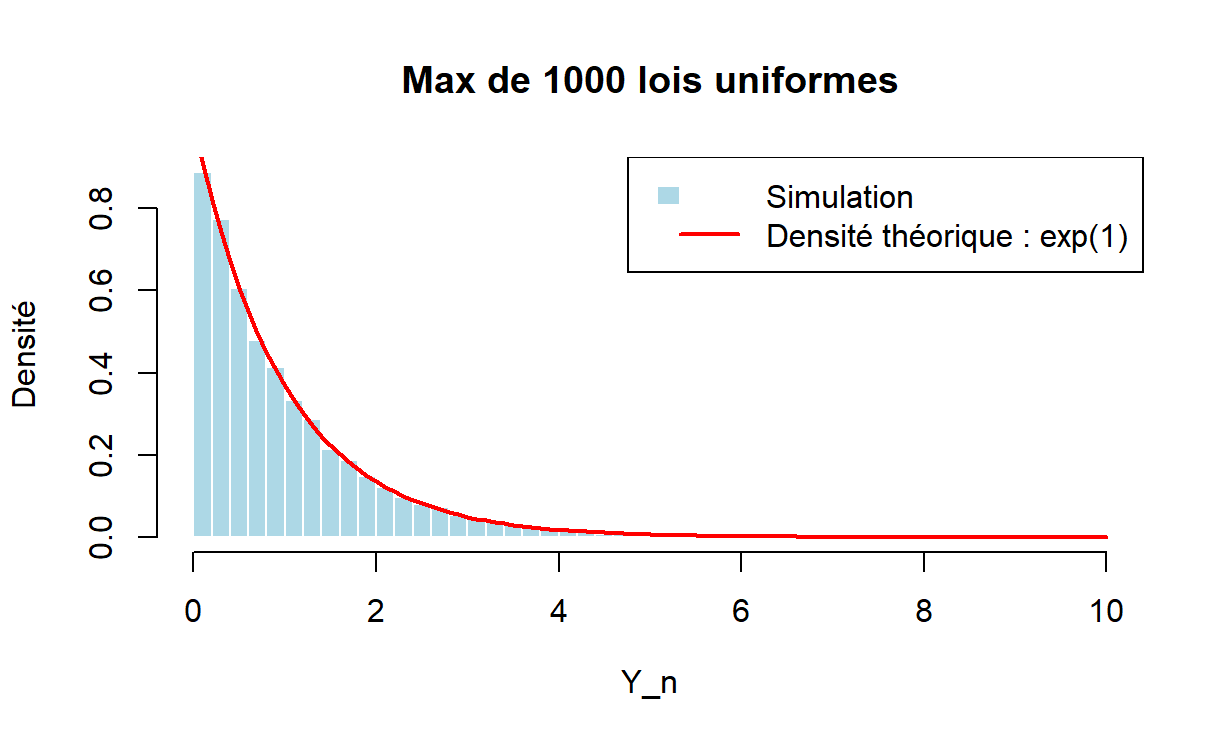 Max de 1000 lois uniformes
Simulation
Densité théorique : exp(1)
Densité
0.8
0.6
0.4
0.2
0.0
0 2 4 6 8 10
Y_n